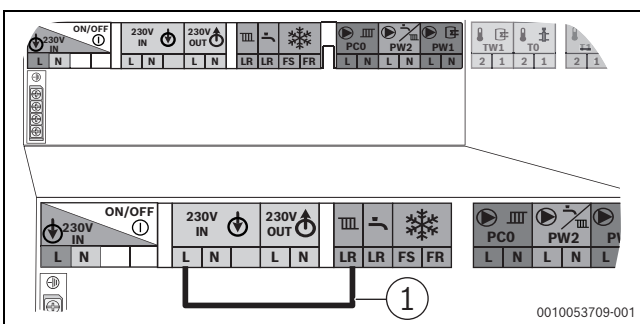 ON/OFF
230V IN
230V IN
230V OUT
PC0 PW2 PW1
TW1 T0
L N L N L N LR LR FS FR L N L N L N 2 1 2 1 2 1
ON/OFF
230V IN
230V IN
230V OUT
PC0 PW2
L N L N L N LR LR FS FR L N L N L
1
0010053709-001